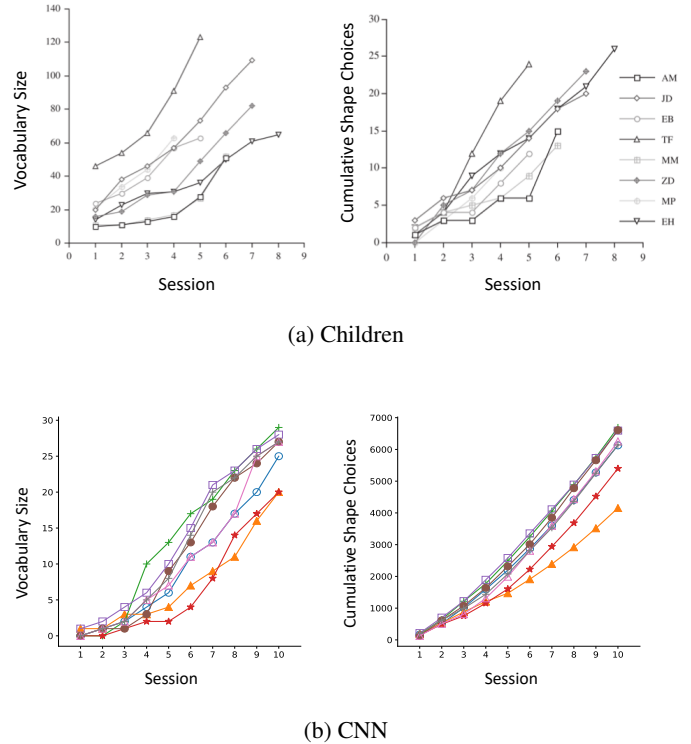 Vocabulary Size
140
120
100
80
60
40
20
0
0 1 2 3 4 5 6 7 8 9
Session
Cumulative Shape Choices
30
25
20
15
10
5
0
0 1 2 3 4 5 6 7 8 9
Session
AM
JD
EB
TF
MM
ZD
MP
EH
(a) Children
Vocabulary Size
30
25
20
15
10
5
0
1 2 3 4 5 6 7 8 9 10
Session
Cumulative Shape Choices
7000
6000
5000
4000
3000
2000
1000
0
1 2 3 4 5 6 7 8 9 10
Session
(b) CNN